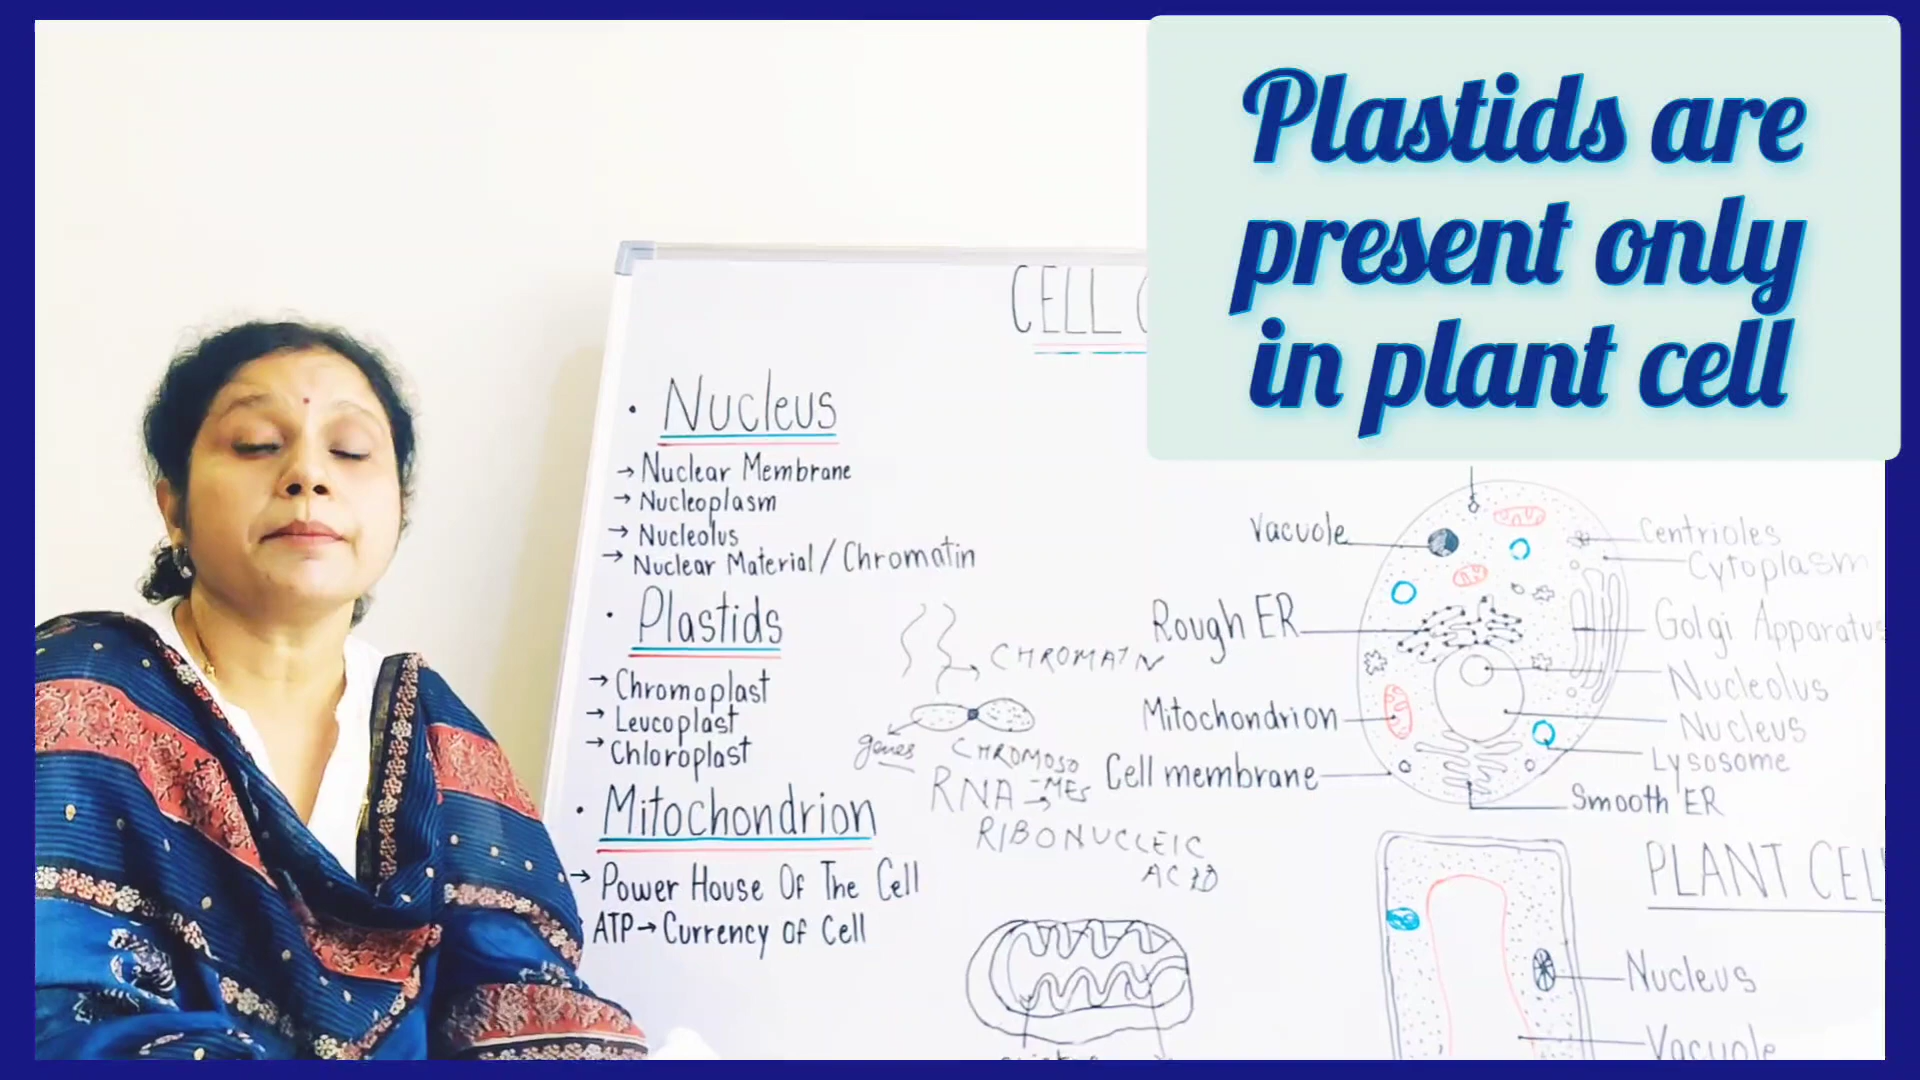 Plastids are
present only
in plant cell
CELL
• Nucleus
→ Nuclear Membrane
→ Nucleoplasm
→ Nucleolus
→ Nuclear Material / Chromatin
• Plastids
→ Chromoplast
→ Leucoplast
→ Chloroplast
• Mitochondrion
→ Power House Of The Cell
ATP → Currency Of Cell
CHROMATIN
genes
CHROMOSO
-MES
RNA →
RIBONUCLEIC
ACID
Vacuole
Rough ER
Mitochondrion
Cell membrane
Centrioles
Cytoplasm
Golgi Apparatus
Nucleolus
Nucleus
Lysosome
Smooth ER
PLANT CEL
Nucleus
Vacuole